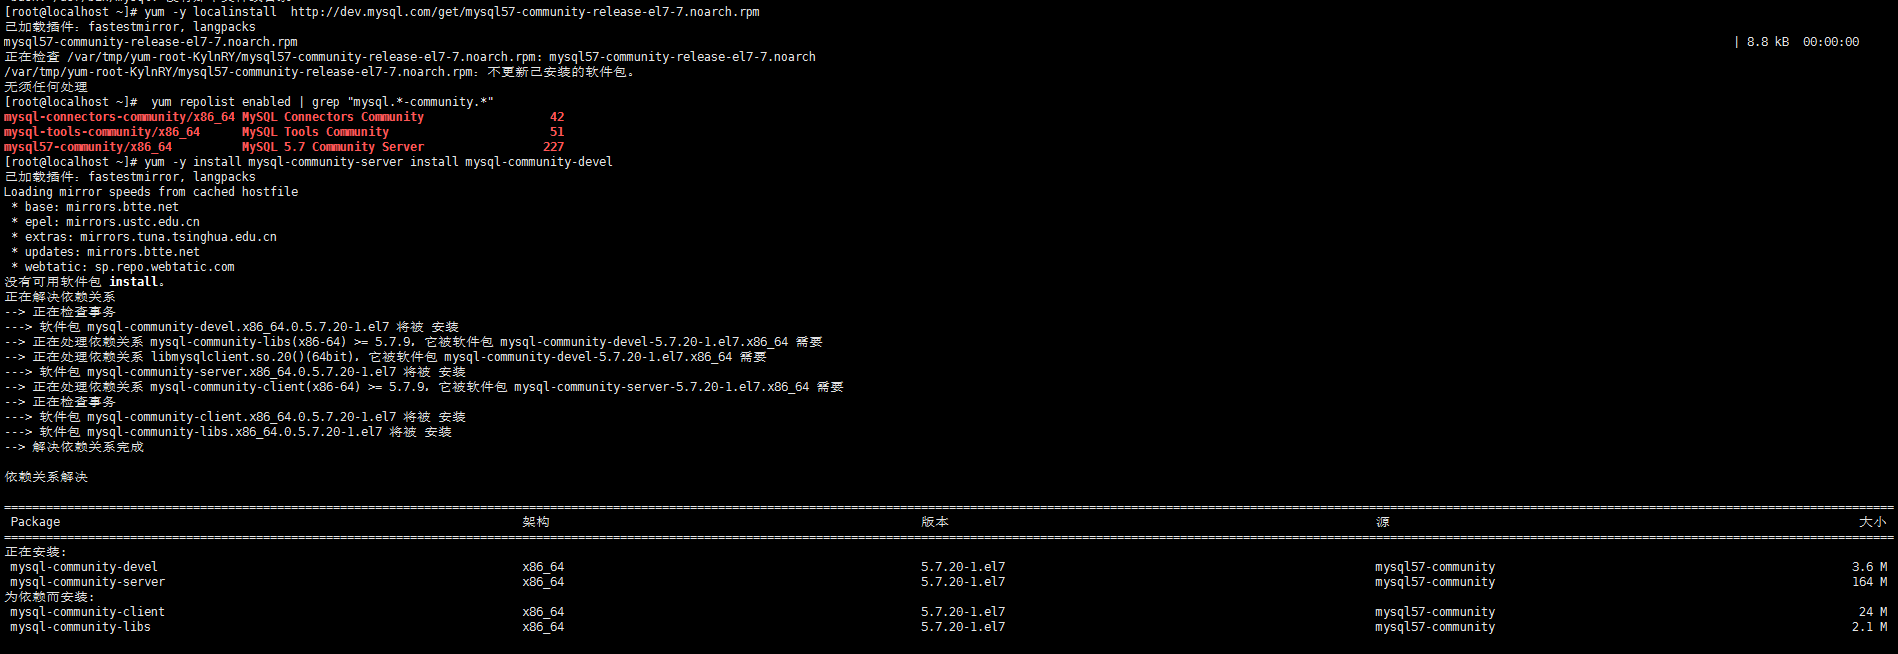 [root@localhost ~]# yum -y localinstall  http://dev.mysql.com/get/mysql57-community-release-el7-7.noarch.rpm
已加载插件：fastestmirror, langpacks
mysql57-community-release-el7-7.noarch.rpm | 8.8 kB  00:00:00
正在检查 /var/tmp/yum-root-KylnRY/mysql57-community-release-el7-7.noarch.rpm: mysql57-community-release-el7-7.noarch
/var/tmp/yum-root-KylnRY/mysql57-community-release-el7-7.noarch.rpm：不更新已安装的软件包。
无须任何处理
[root@localhost ~]#  yum repolist enabled | grep "mysql.*-community.*"
mysql-connectors-community/x86_64 MySQL Connectors Community 42
mysql-tools-community/x86_64 MySQL Tools Community 51
mysql57-community/x86_64 MySQL 5.7 Community Server 227
[root@localhost ~]# yum -y install mysql-community-server install mysql-community-devel
已加载插件：fastestmirror, langpacks
Loading mirror speeds from cached hostfile
 * base: mirrors.btte.net
 * epel: mirrors.ustc.edu.cn
 * extras: mirrors.tuna.tsinghua.edu.cn
 * updates: mirrors.btte.net
 * webtatic: sp.repo.webtatic.com
没有可用软件包 install。
正在解决依赖关系
--> 正在检查事务
---> 软件包 mysql-community-devel.x86_64.0.5.7.20-1.el7 将被 安装
--> 正在处理依赖关系 mysql-community-libs(x86-64) >= 5.7.9，它被软件包 mysql-community-devel-5.7.20-1.el7.x86_64 需要
--> 正在处理依赖关系 libmysqlclient.so.20()(64bit)，它被软件包 mysql-community-devel-5.7.20-1.el7.x86_64 需要
---> 软件包 mysql-community-server.x86_64.0.5.7.20-1.el7 将被 安装
--> 正在处理依赖关系 mysql-community-client(x86-64) >= 5.7.9，它被软件包 mysql-community-server-5.7.20-1.el7.x86_64 需要
--> 正在检查事务
---> 软件包 mysql-community-client.x86_64.0.5.7.20-1.el7 将被 安装
---> 软件包 mysql-community-libs.x86_64.0.5.7.20-1.el7 将被 安装
--> 解决依赖关系完成
依赖关系解决
Package 架构 版本 源 大小
正在安装:
mysql-community-devel x86_64 5.7.20-1.el7 mysql57-community 3.6 M
mysql-community-server x86_64 5.7.20-1.el7 mysql57-community 164 M
为依赖而安装:
mysql-community-client x86_64 5.7.20-1.el7 mysql57-community 24 M
mysql-community-libs x86_64 5.7.20-1.el7 mysql57-community 2.1 M